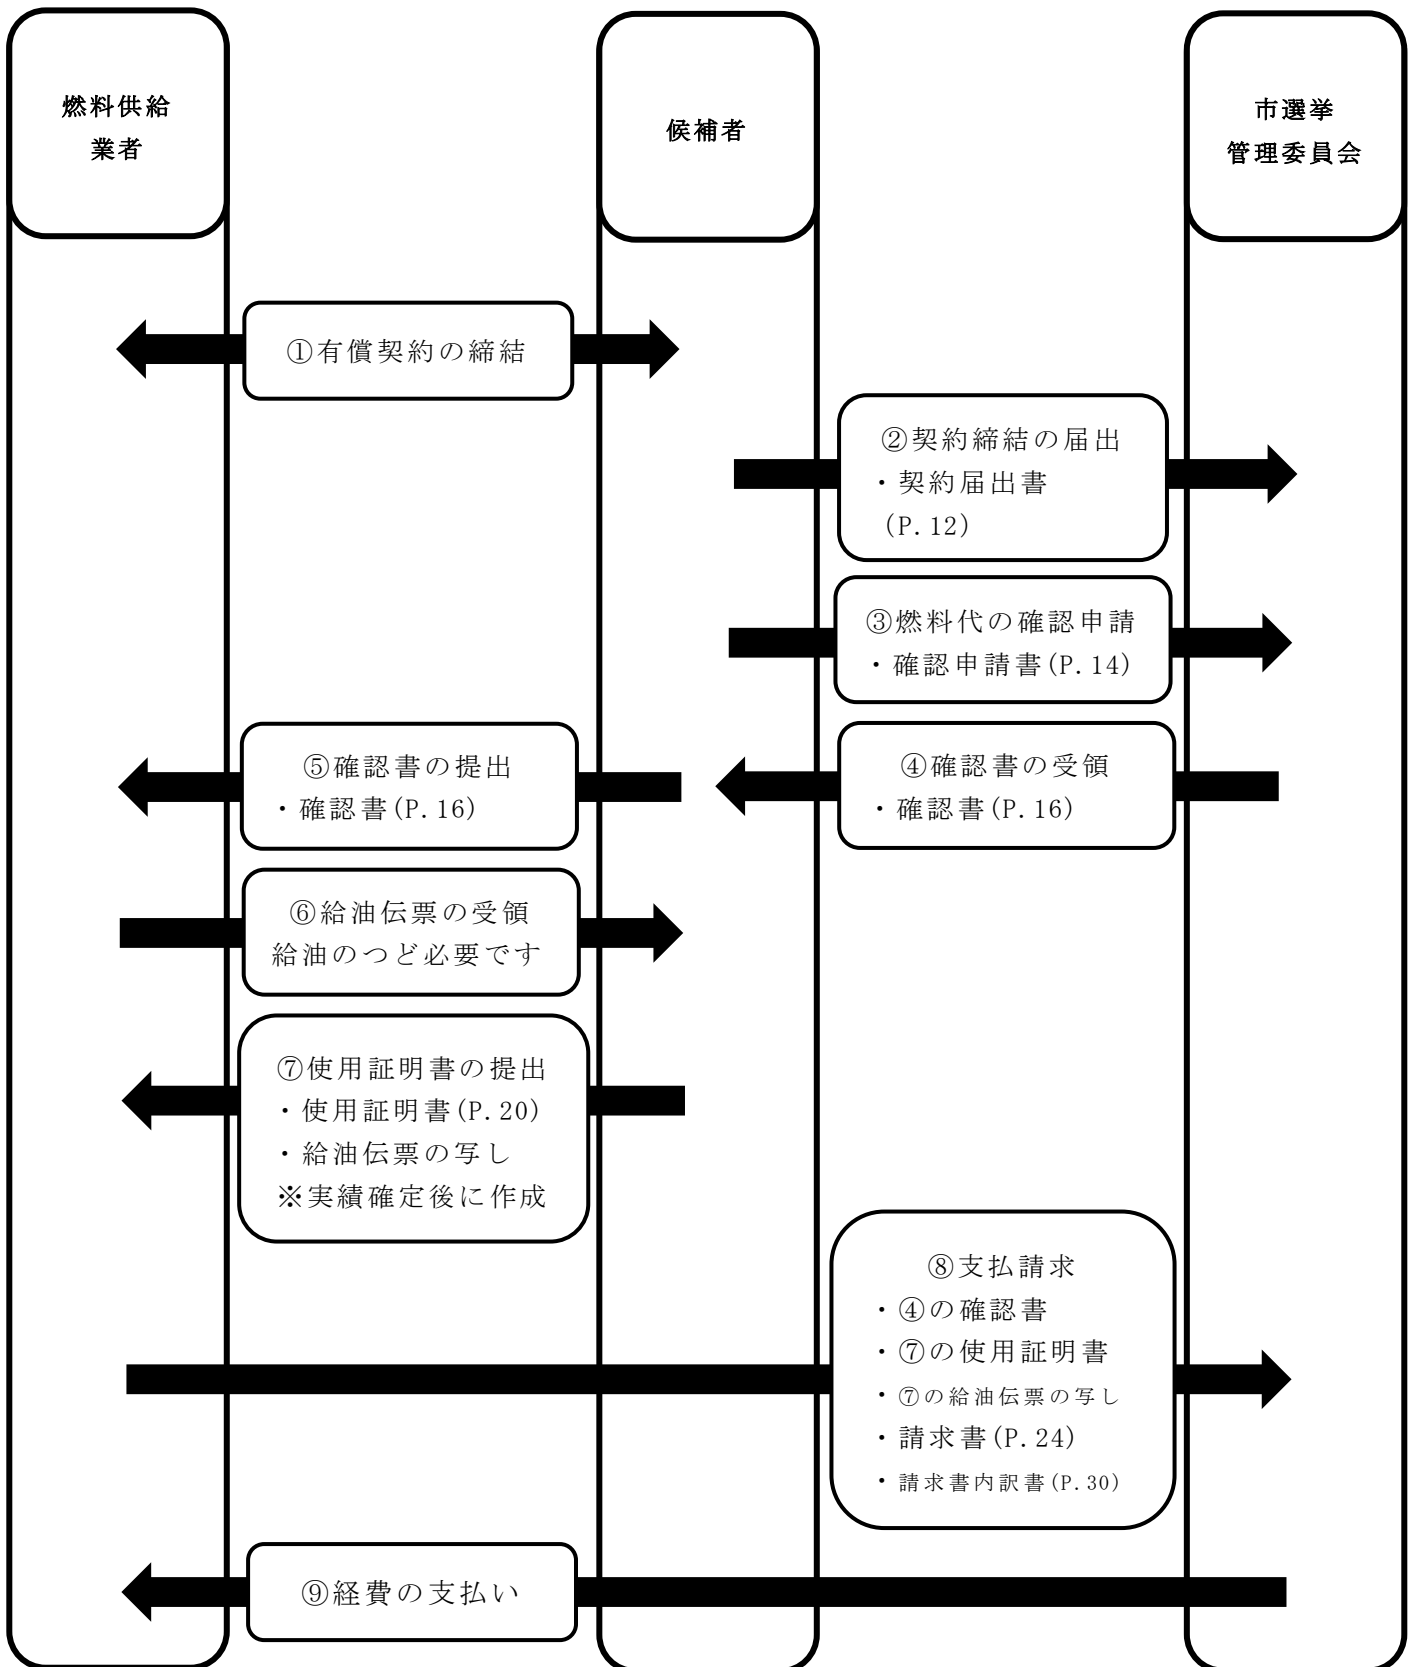 燃料供給
業者
候補者
市選挙
管理委員会
①有償契約の締結
②契約締結の届出
・契約届出書
(P.12)
③燃料代の確認申請
・確認申請書(P.14)
④確認書の受領
・確認書(P.16)
⑤確認書の提出
・確認書(P.16)
⑥給油伝票の受領
給油のつど必要です
⑦使用証明書の提出
・使用証明書(P.20)
・給油伝票の写し
※実績確定後に作成
⑧支払請求
・④の確認書
・⑦の使用証明書
・⑦の給油伝票の写し
・請求書(P.24)
・請求書内訳書(P.30)
⑨経費の支払い